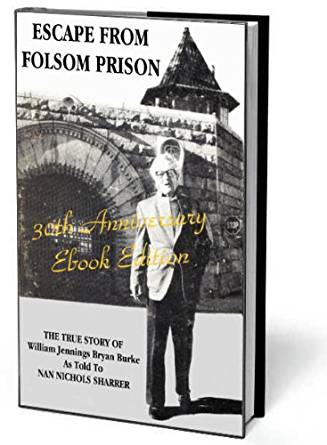 ESCAPE FROM
FOLSOM PRISON
30th Anniversary
Ebook Edition
THE TRUE STORY OF
William Jennings Bryan Burke
As Told To
NAN NICHOLS SHARRER